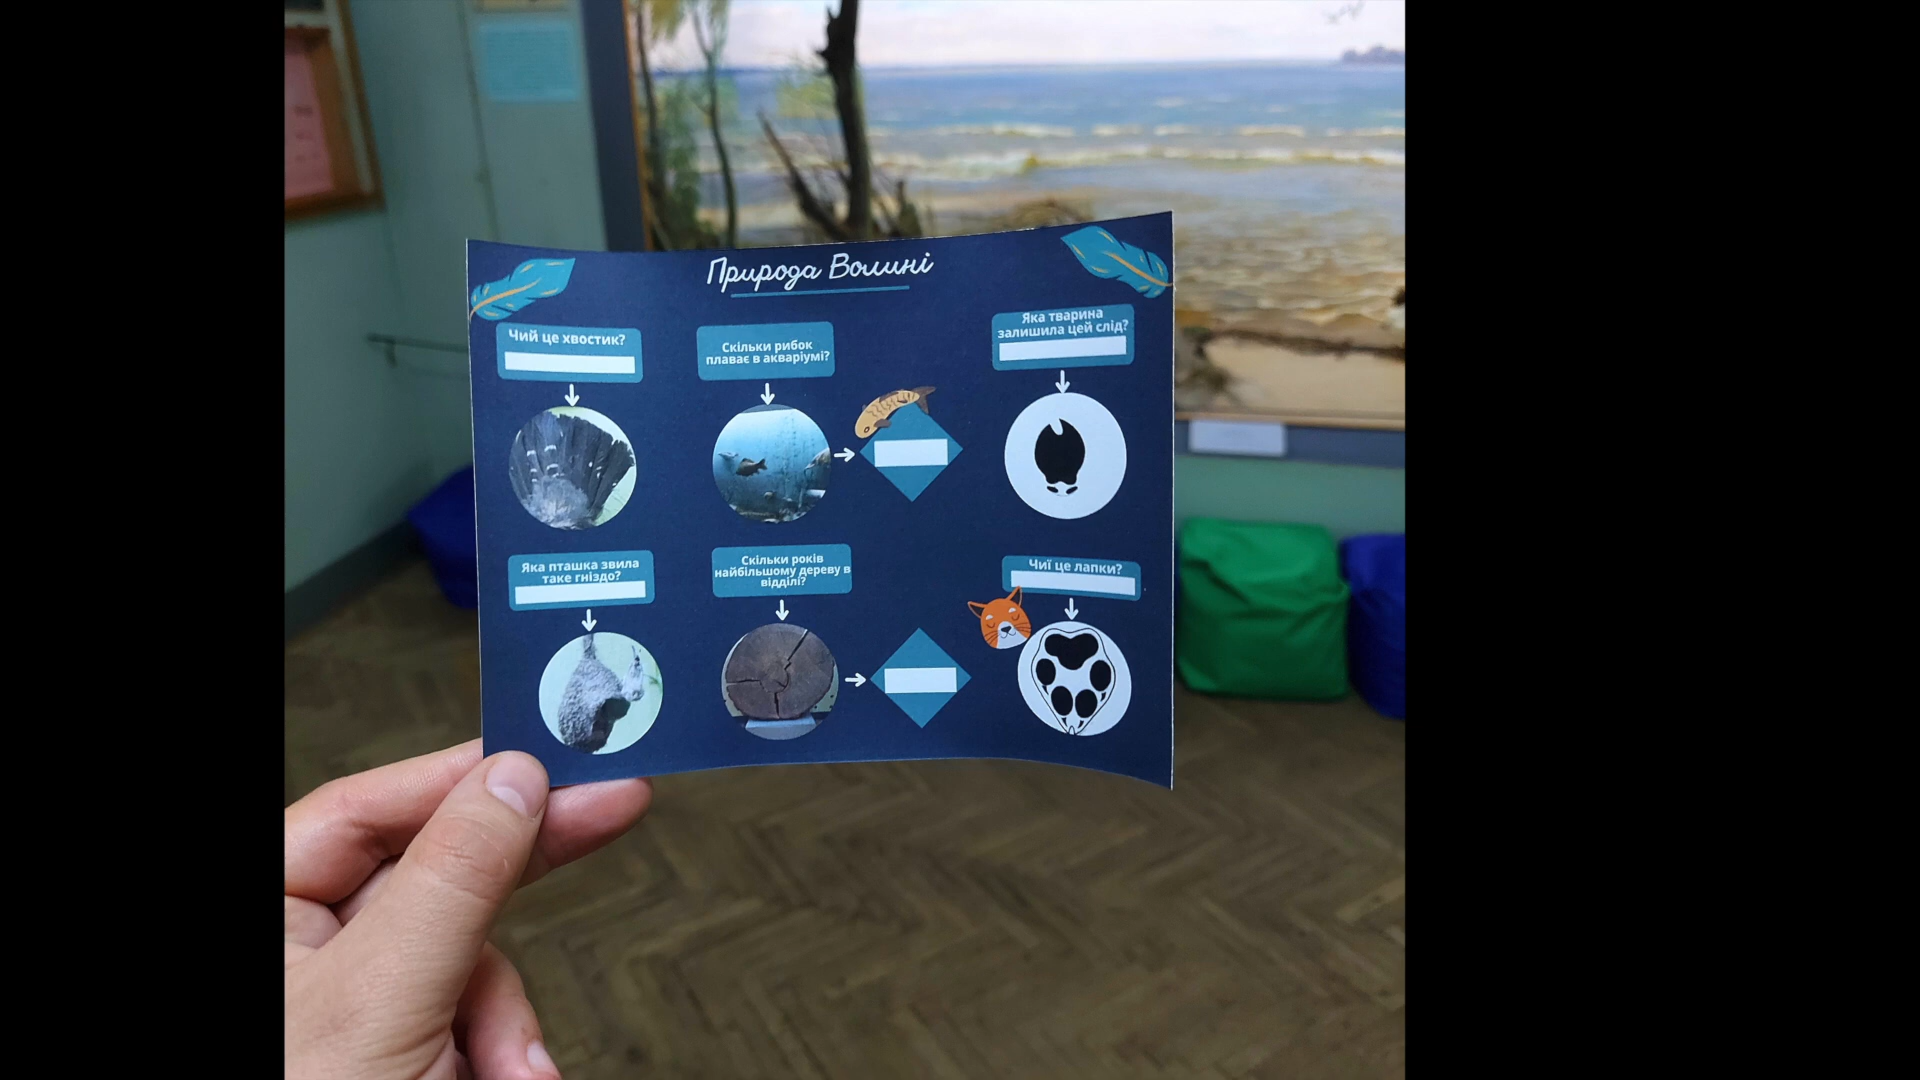 Природа Волині
Чий це хвостик?
Скільки рибок
плаває в акваріумі?
Яка тварина
залишила цей слід?
Яка пташка звила
таке гніздо?
Скільки років
найбільшому дереву в
відділі?
Чиї це лапки?